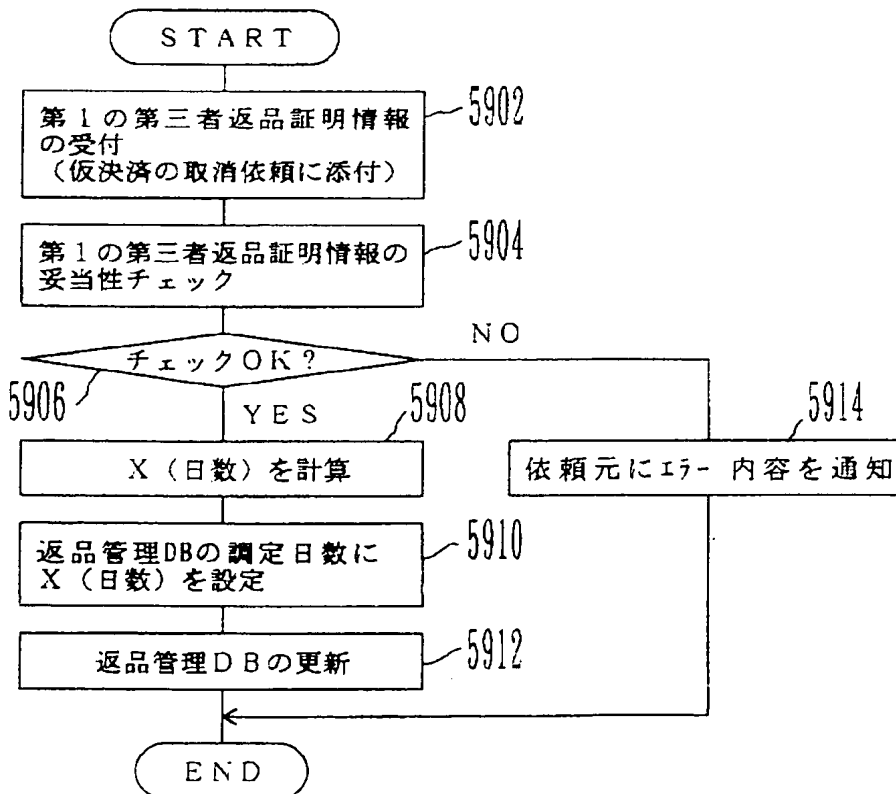 START
第1の第三者返品証明情報
の受付
（仮決済の取消依頼に添付）
5902
第1の第三者返品証明情報の
妥当性チェック
5904
チェックOK？
NO
5906
YES
5908
5914
X（日数）を計算
依頼元にエラー内容を通知
返品管理DBの調定日数に
X（日数）を設定
5910
返品管理DBの更新
5912
END